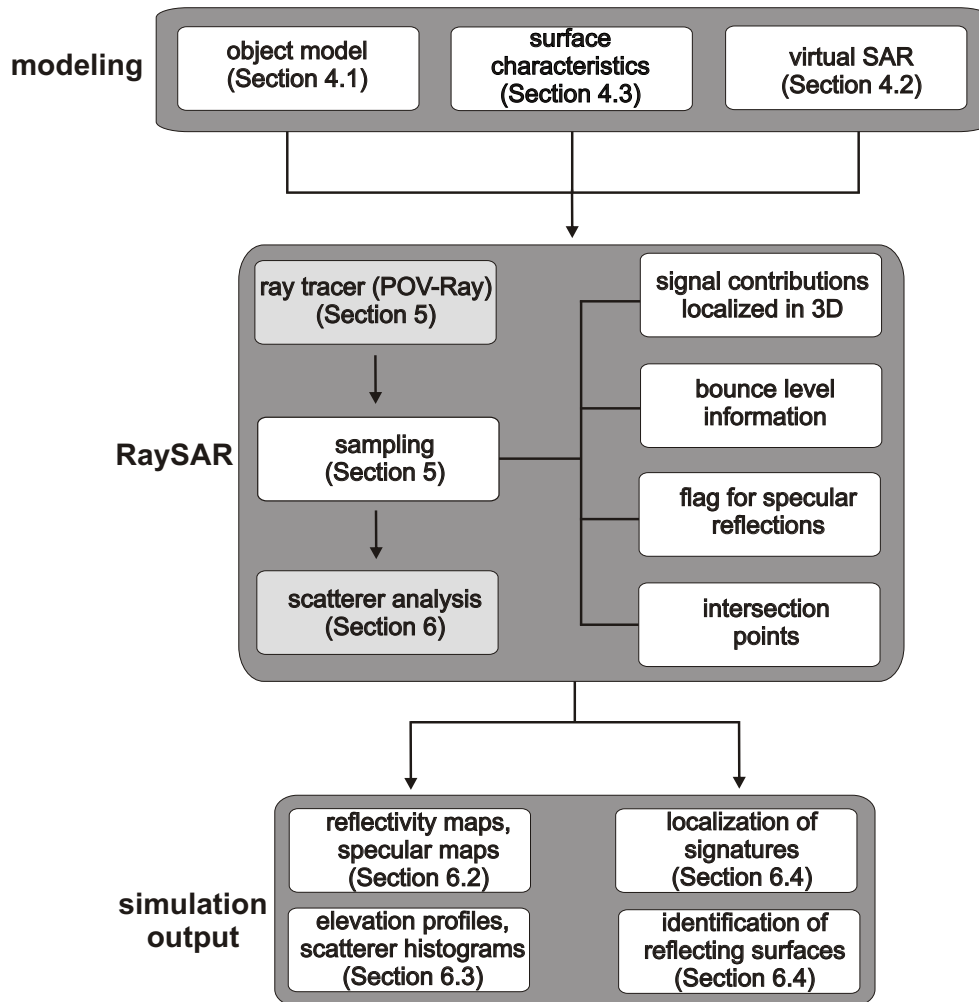 modeling
object model
(Section 4.1)
surface
characteristics
(Section 4.3)
virtual SAR
(Section 4.2)
RaySAR
ray tracer (POV-Ray)
(Section 5)
sampling
(Section 5)
scatterer analysis
(Section 6)
signal contributions
localized in 3D
bounce level
information
flag for specular
reflections
intersection
points
simulation
output
reflectivity maps,
specular maps
(Section 6.2)
localization of
signatures
(Section 6.4)
elevation profiles,
scatterer histograms
(Section 6.3)
identification of
reflecting surfaces
(Section 6.4)